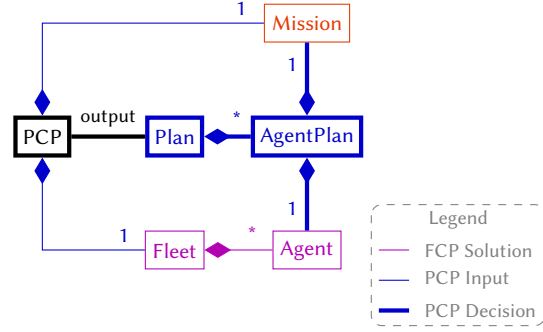 1
Mission
1
output
*
PCP
Plan
AgentPlan
1
*
1
Fleet
Agent
Legend
FCP Solution
PCP Input
PCP Decision